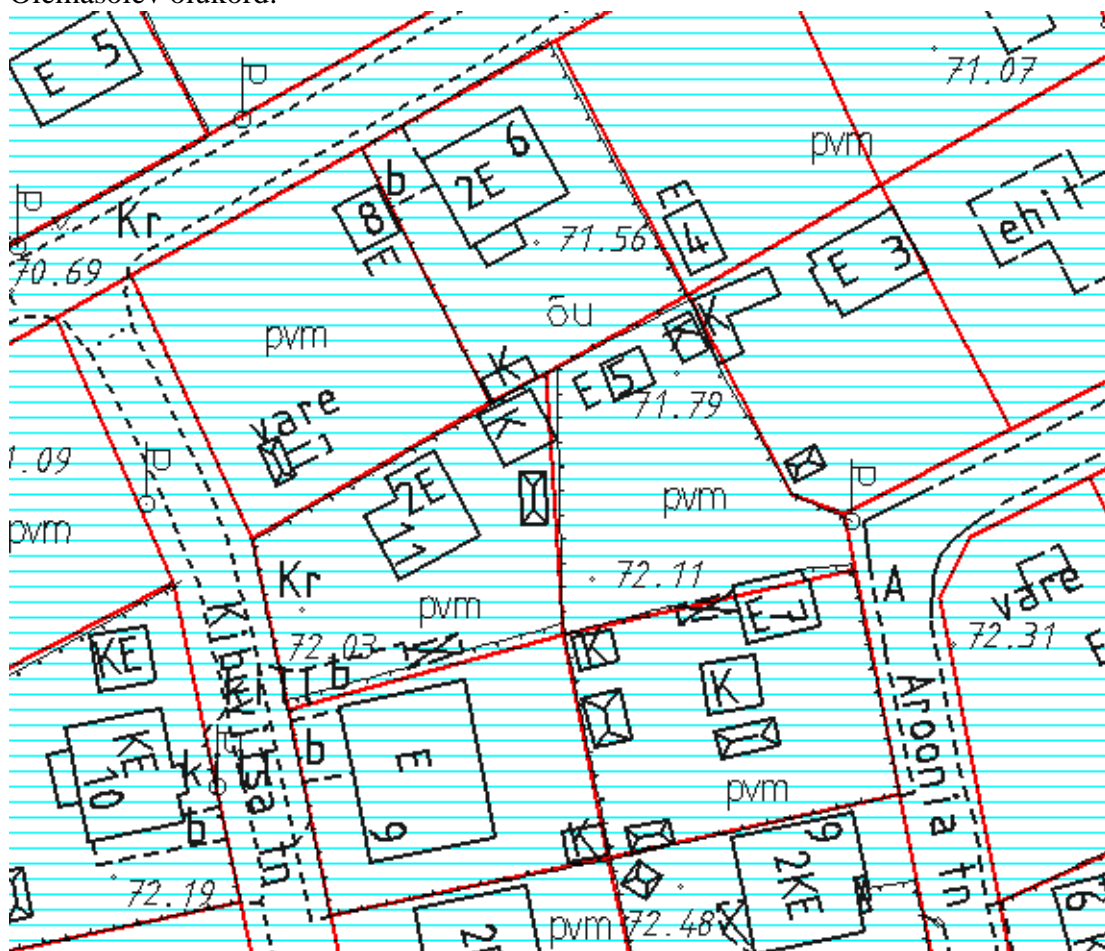 Olemasolev olukord.
E 5
P
71.07
pvm
b
2E 6
P
Kr
8
E
E
4
71.56
ehit
E 3
70.69
õu
pvm
K
K
K
E 5
71.79
vare
K
1.09
P
2E
11
pvm
P
pvm
Kr
72.11
A
vare
pvm
72.03
E 7
K
72.31
KE
b
K
Aroonia tn
P
b
E
9
KE
10
K
pvm
b
K
9
2KE
72.19
pvm
72.48
6